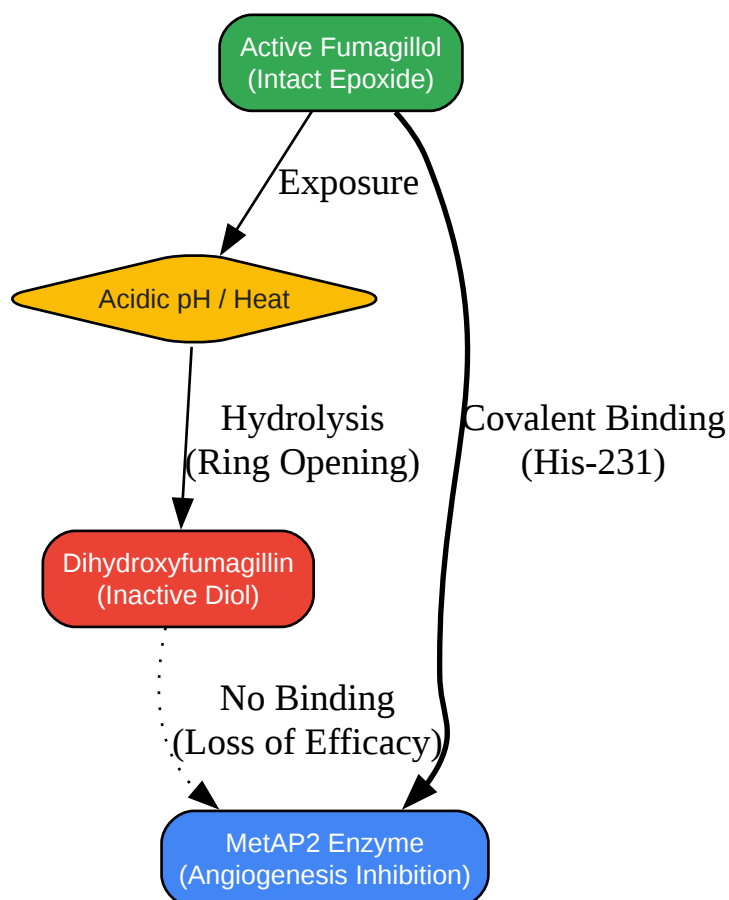 Active Fumagillol
(Intact Epoxide)
Exposure
Acidic pH / Heat
Hydrolysis
(Ring Opening)
Covalent Binding
(His-231)
Dihydroxyfumagillin
(Inactive Diol)
No Binding
(Loss of Efficacy)
MetAP2 Enzyme
(Angiogenesis Inhibition)